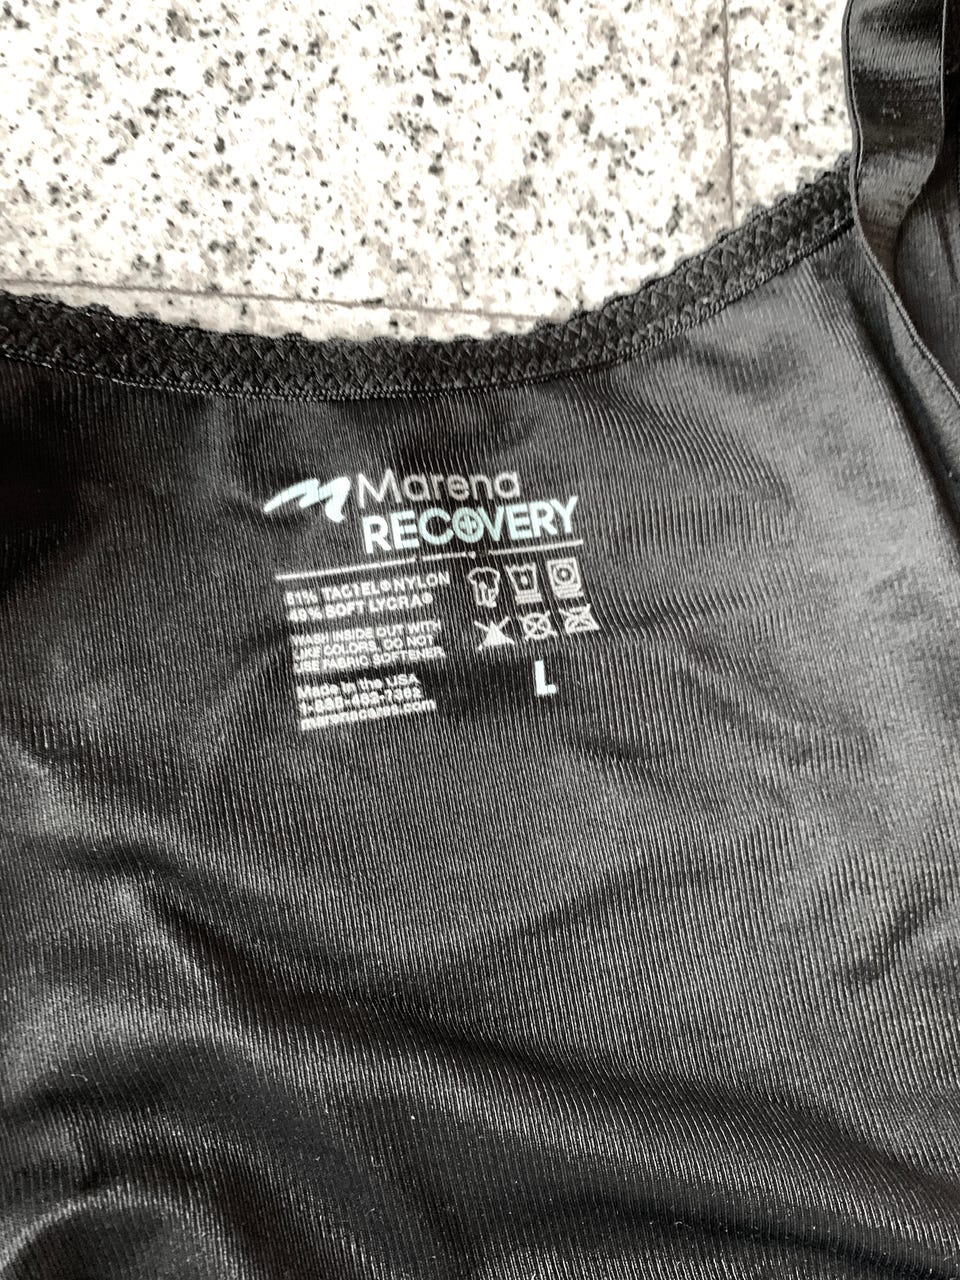 Marena
RECOVERY
51% TACTEL® NYLON
49% SOFT LYCRA®
WASH INSIDE OUT WITH
LIKE COLORS, DO NOT
USE FABRIC SOFTENER.
Made in the USA
L